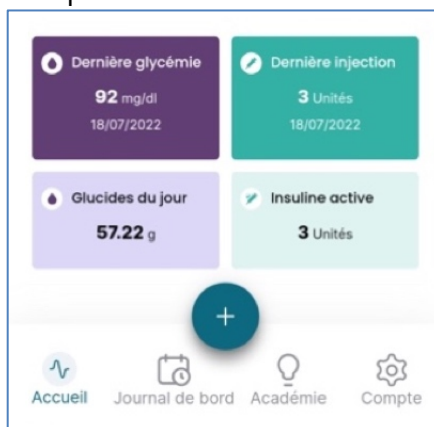 Dernière glycémie
92 mg/dl
18/07/2022
Dernière injection
3 Unités
18/07/2022
Glucides du jour
57.22 g
Insuline active
3 Unités
+
Accueil
Journal de bord
Académie
Compte